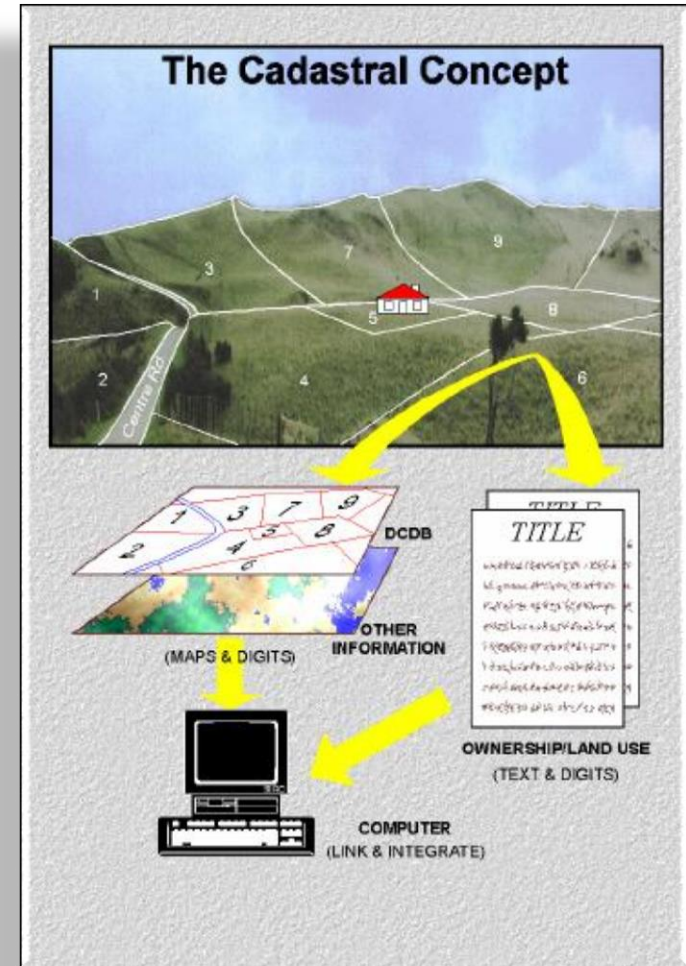 The Cadastral Concept
1
2
3
4
5
6
7
8
9
Centre Rd
1
2
3
4
5
6
7
8
9
DCDB
OTHER
INFORMATION
(MAPS & DIGITS)
TITLE
TITLE
OWNERSHIP/LAND USE
(TEXT & DIGITS)
COMPUTER
(LINK & INTEGRATE)